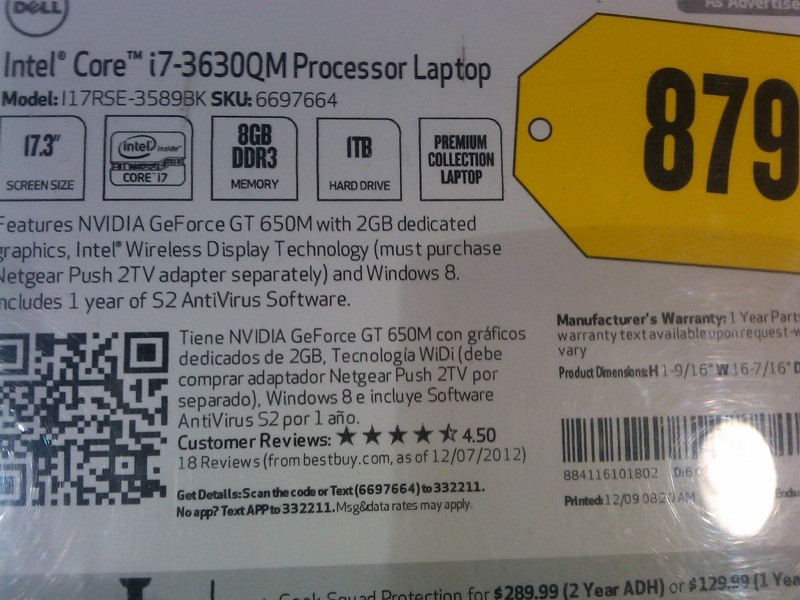 DELL
As Advertise
Intel® Core™ i7-3630QM Processor Laptop
Model: I17RSE-3589BK SKU: 6697664
879
17.3"
SCREEN SIZE
intel inside™
CORE i7
8GB
DDR3
MEMORY
1TB
HARD DRIVE
PREMIUM
COLLECTION
LAPTOP
Features NVIDIA GeForce GT 650M with 2GB dedicated
graphics, Intel® Wireless Display Technology (must purchase
Netgear Push 2TV adapter separately) and Windows 8.
Includes 1 year of S2 AntiVirus Software.
Tiene NVIDIA GeForce GT 650M con gráficos
dedicados de 2GB, Tecnología WiDi (debe
comprar adaptador Netgear Push 2TV por
separado), Windows 8 e incluye Software
AntiVirus S2 por 1 año.
Customer Reviews: ★★★★⯪ 4.50
18 Reviews (from bestbuy.com, as of 12/07/2012)
Get Details: Scan the code or Text (6697664) to 332211.
No app? Text APP to 332211. Msg&data rates may apply.
Manufacturer's Warranty: 1 Year Parts
warranty text available upon request-w
vary
Product Dimensions: H 1-9/16" W 16-7/16" D
884116101802
Printed: 12/09 08:2 AM Ends:
Geek Squad Protection for $289.99 (2 Year ADH) or $129.99 (1 Yea